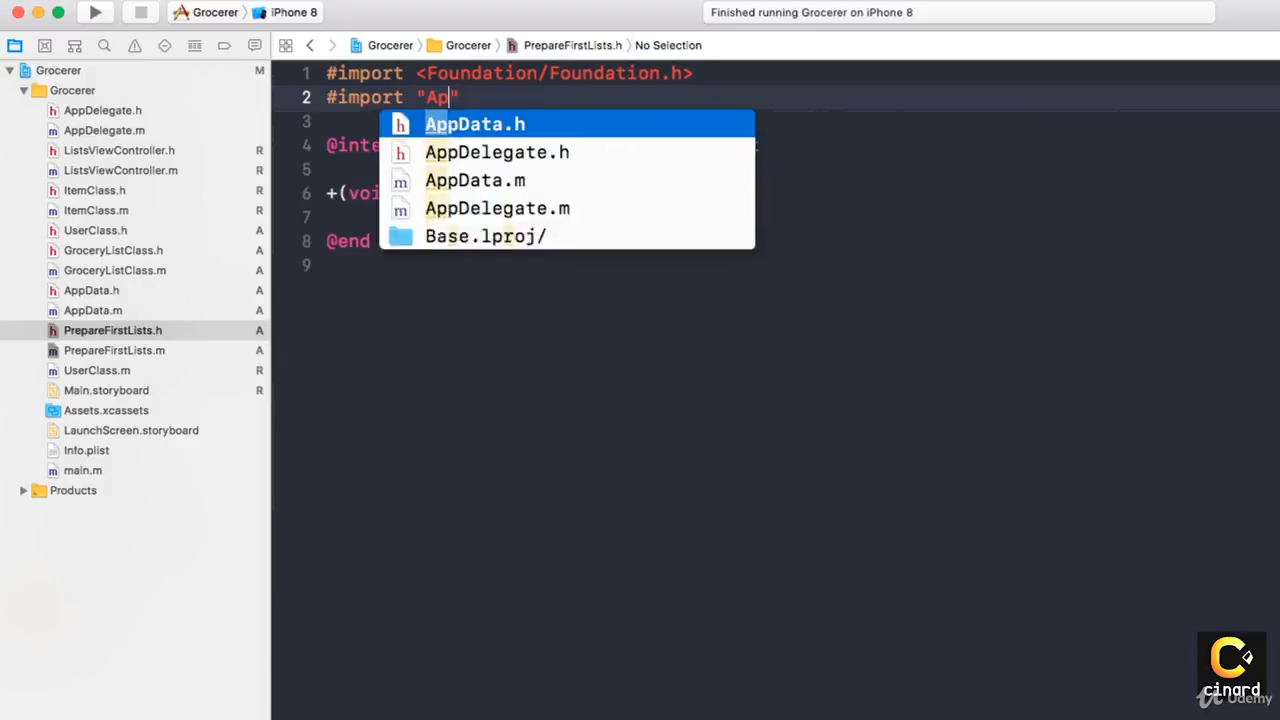 Grocerer
iPhone 8
Finished running Grocerer on iPhone 8
Grocerer
Grocerer
PrepareFirstLists.h
No Selection
Grocerer M
Grocerer
AppDelegate.h
AppDelegate.m
ListsViewController.h R
ListsViewController.m R
ItemClass.h R
ItemClass.m R
UserClass.h R
GroceryListClass.h A
GroceryListClass.m A
AppData.h A
AppData.m A
PrepareFirstLists.h A
PrepareFirstLists.m A
UserClass.m R
Main.storyboard R
Assets.xcassets
LaunchScreen.storyboard
Info.plist
main.m
Products
1 #import <Foundation/Foundation.h>
2 #import "Ap"
3
4 @inte
5
6 +(voi
7
8 @end
9
AppData.h
AppDelegate.h
AppData.m
AppDelegate.m
Base.lproj/
cinard
Udemy